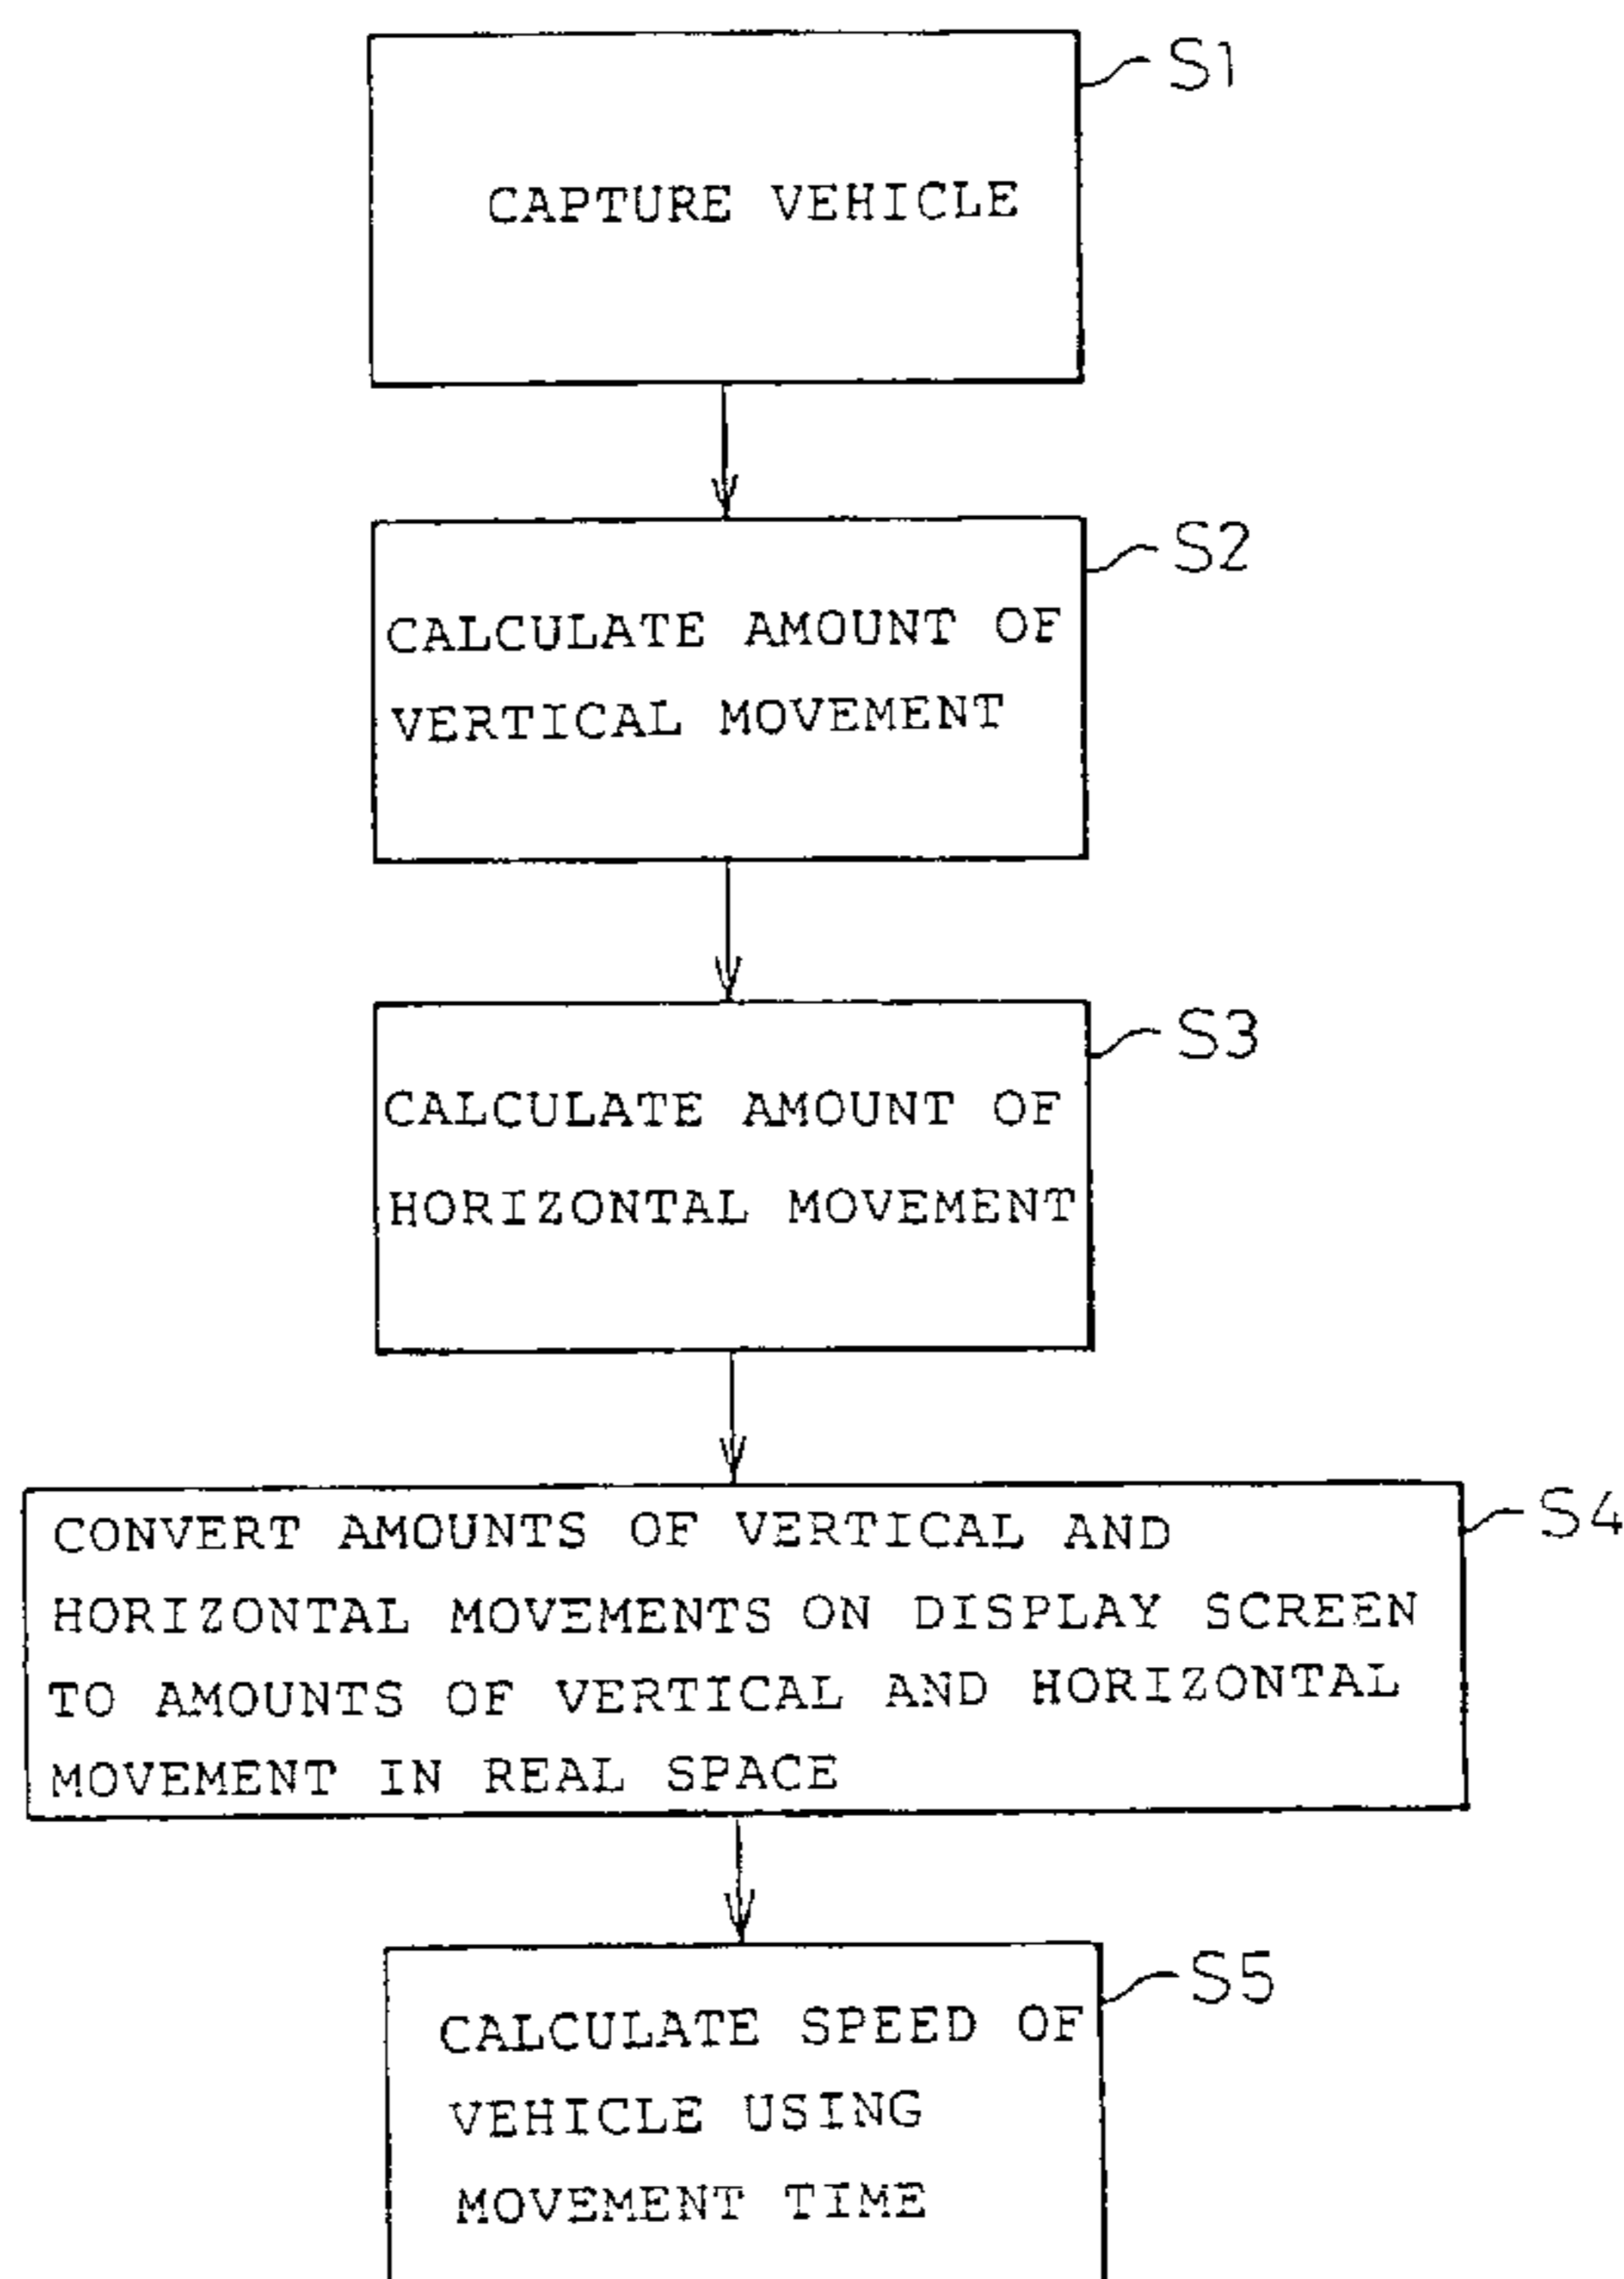 S1
CAPTURE VEHICLE
S2
CALCULATE AMOUNT OF
VERTICAL MOVEMENT
S3
CALCULATE AMOUNT OF
HORIZONTAL MOVEMENT
S4
CONVERT AMOUNTS OF VERTICAL AND
HORIZONTAL MOVEMENTS ON DISPLAY SCREEN
TO AMOUNTS OF VERTICAL AND HORIZONTAL
MOVEMENT IN REAL SPACE
S5
CALCULATE SPEED OF
VEHICLE USING
MOVEMENT TIME